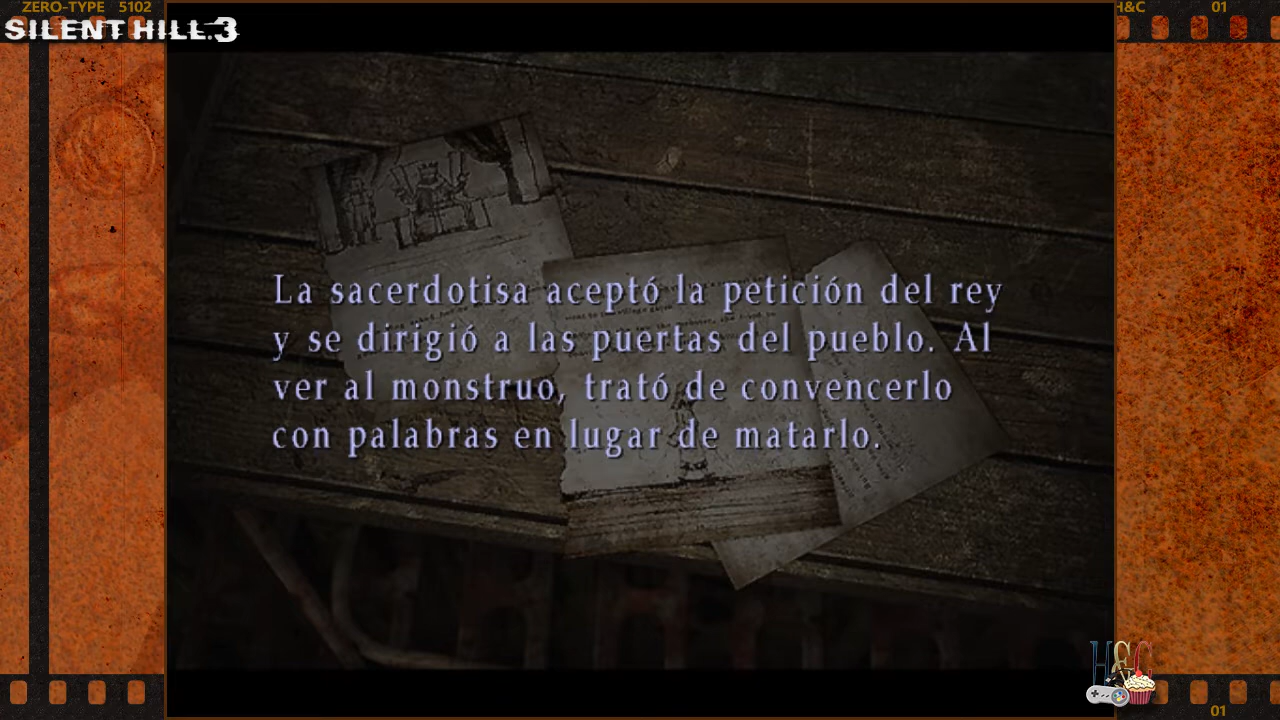 ZERO-TYPE 5102
H&C 01
SILENT HILL.3
La sacerdotisa aceptó la petición del rey
y se dirigió a las puertas del pueblo. Al
ver al monstruo, trató de convencerlo
con palabras en lugar de matarlo.
H&C
01